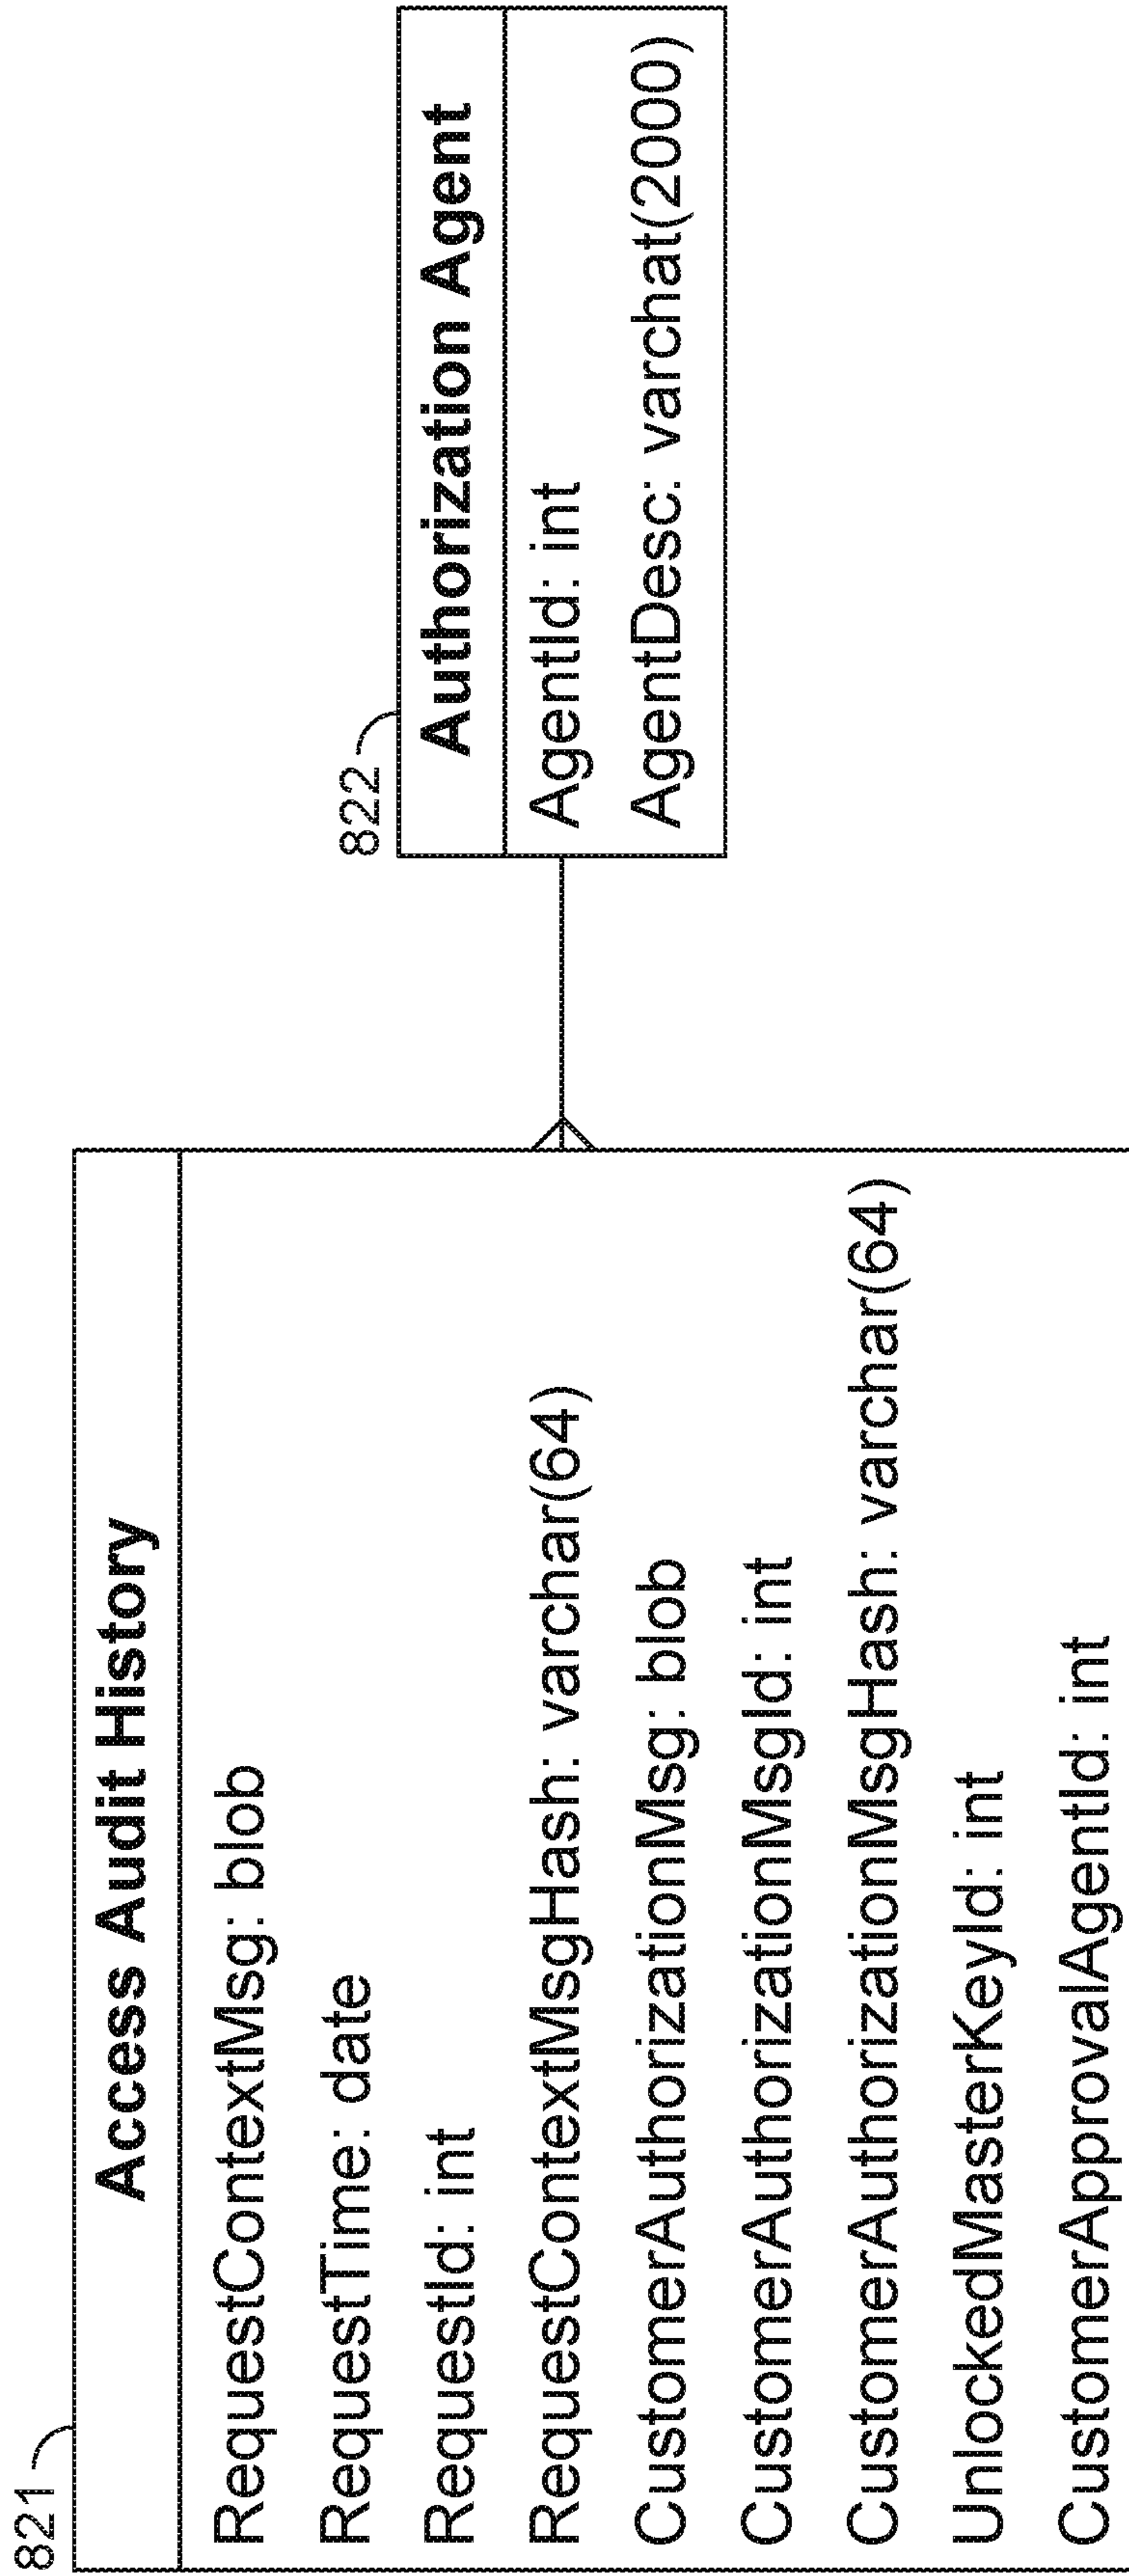 821
Access Audit History
RequestContextMsg: blob
RequestTime: date
RequestId: int
RequestContextMsgHash: varchar(64)
CustomerAuthorizationMsg: blob
CustomerAuthorizationMsgId: int
CustomerAuthorizationMsgHash: varchar(64)
UnlockedMasterKeyId: int
CustomerApprovalAgentId: int
822
Authorization Agent
AgentId: int
AgentDesc: varchat(2000)